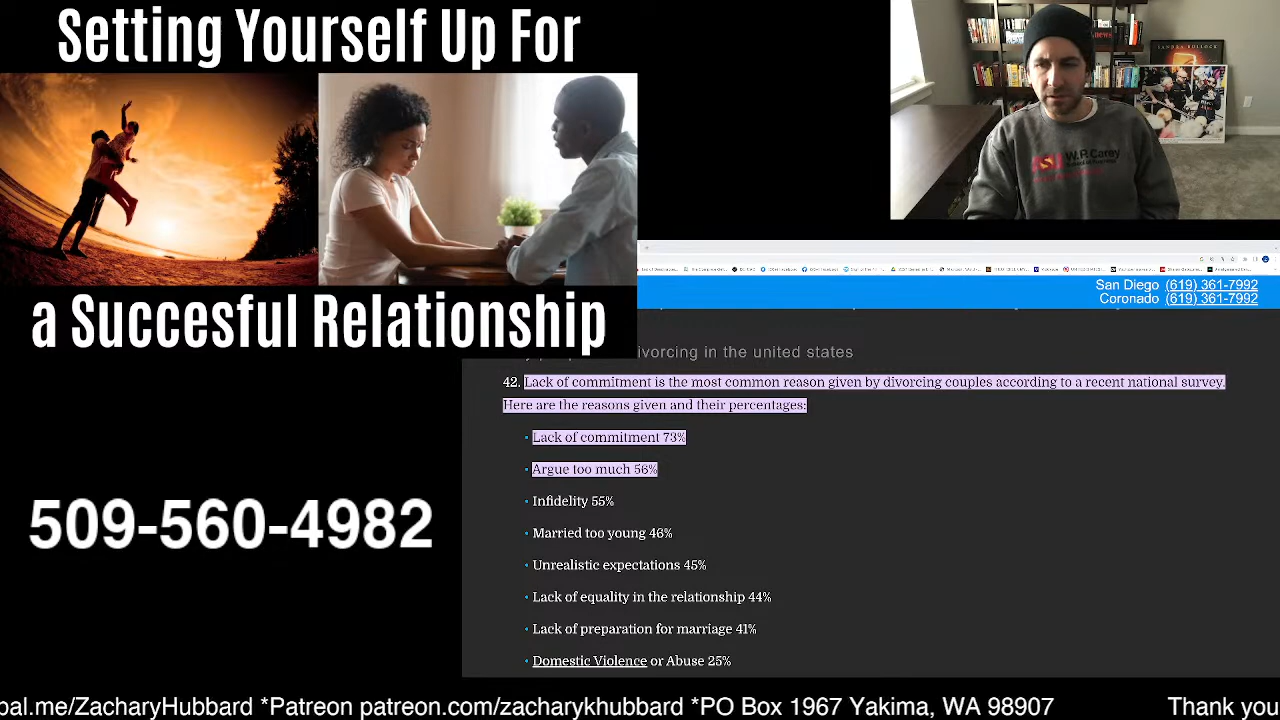 Setting Yourself Up For
a Succesful Relationship
SANDRA BULLOCK
W.P. Carey
San Diego (619) 361-7992
Coronado (619) 361-7992
ivorcing in the united states
42. Lack of commitment is the most common reason given by divorcing couples according to a recent national survey.
Here are the reasons given and their percentages:
• Lack of commitment 73%
• Argue too much 56%
• Infidelity 55%
• Married too young 46%
• Unrealistic expectations 45%
• Lack of equality in the relationship 44%
• Lack of preparation for marriage 41%
• Domestic Violence or Abuse 25%
509-560-4982
pal.me/ZacharyHubbard *Patreon patreon.com/zacharykhubbard *PO Box 1967 Yakima, WA 98907 Thank you